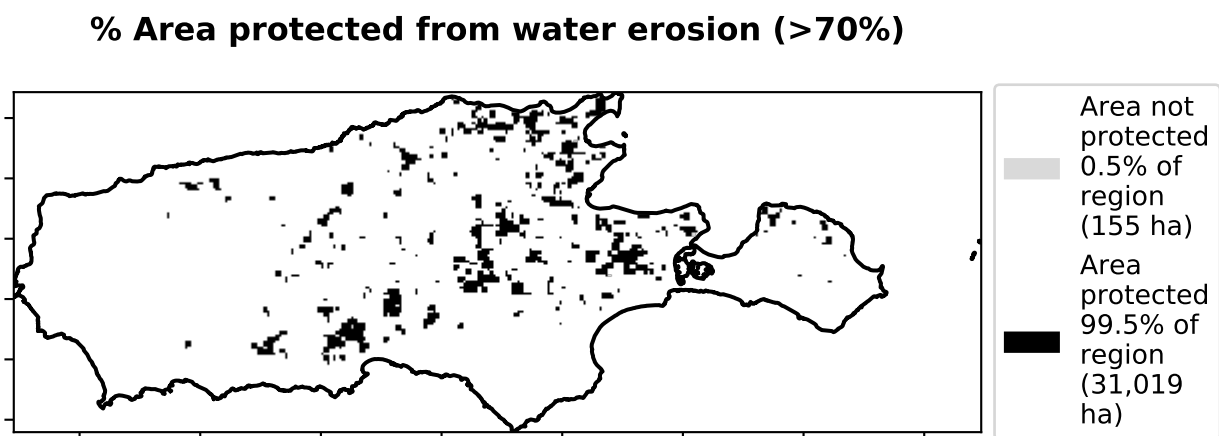 % Area protected from water erosion (>70%)
Area not
protected
0.5% of
region
(155 ha)
Area
protected
99.5% of
region
(31,019
ha)